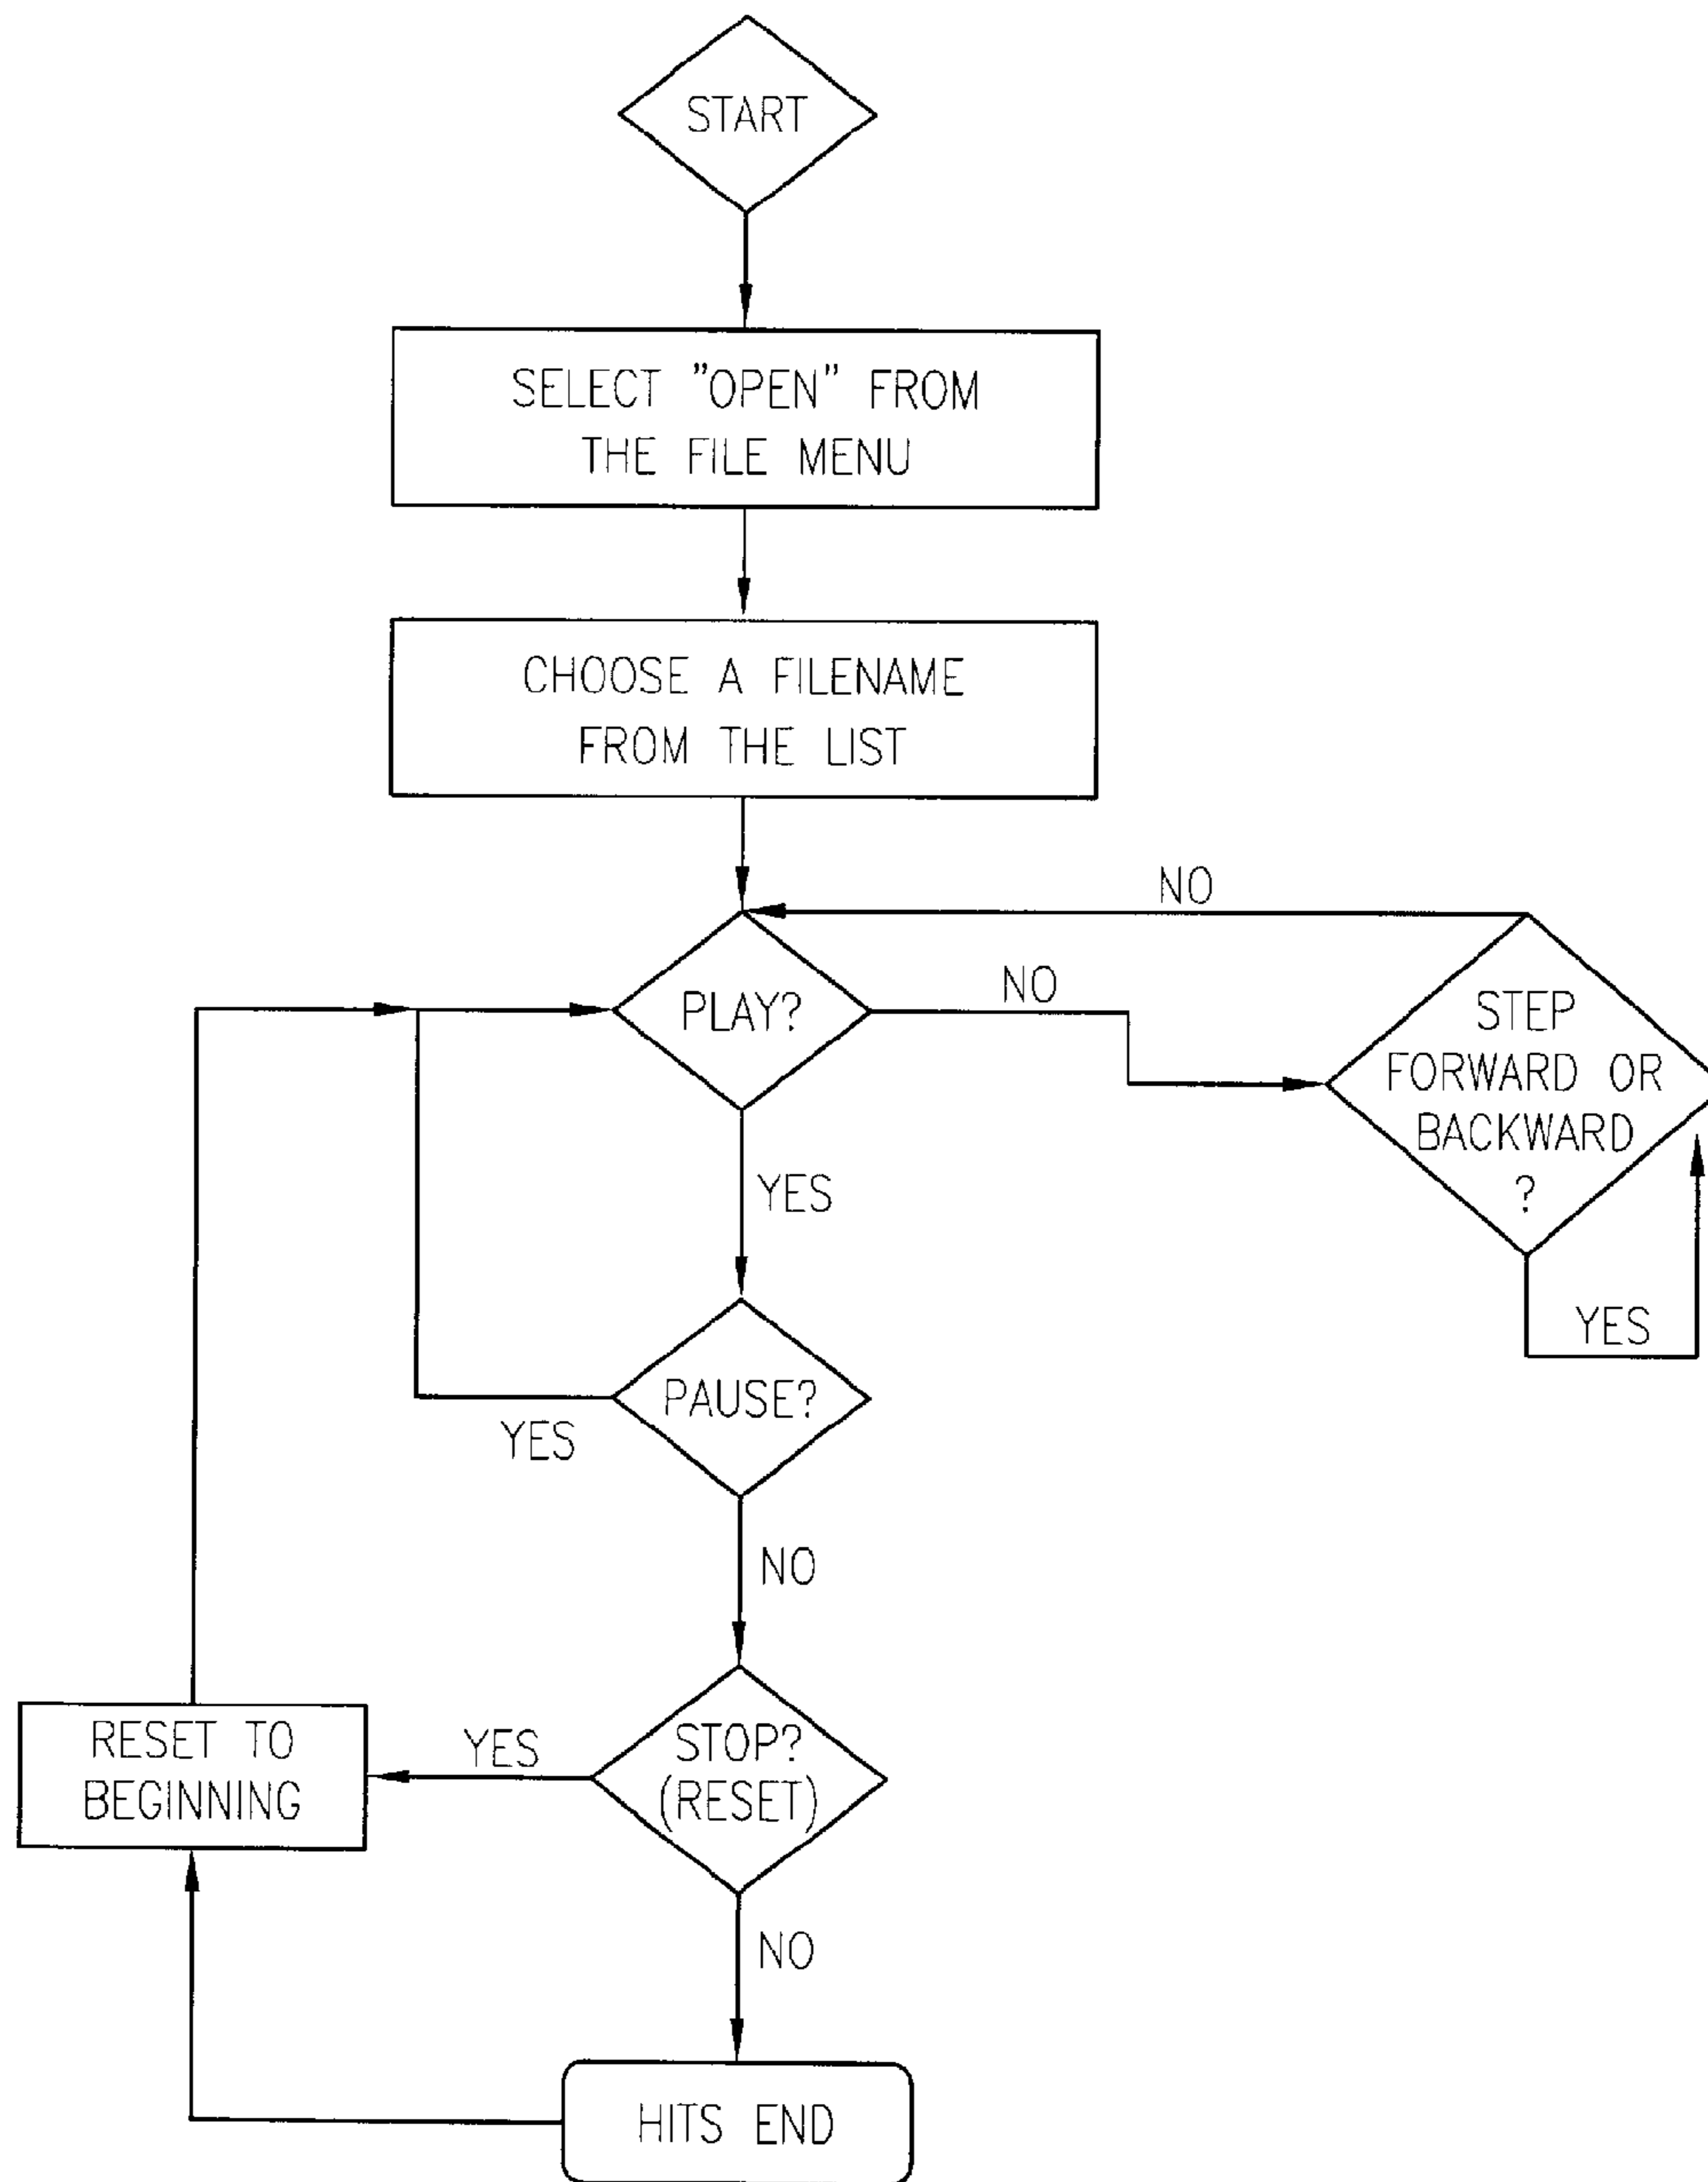 START
SELECT "OPEN" FROM
THE FILE MENU
CHOOSE A FILENAME
FROM THE LIST
NO
PLAY?
NO
STEP
FORWARD OR
BACKWARD
?
YES
YES
PAUSE?
YES
NO
RESET TO
BEGINNING
YES
STOP?
(RESET)
NO
HITS END